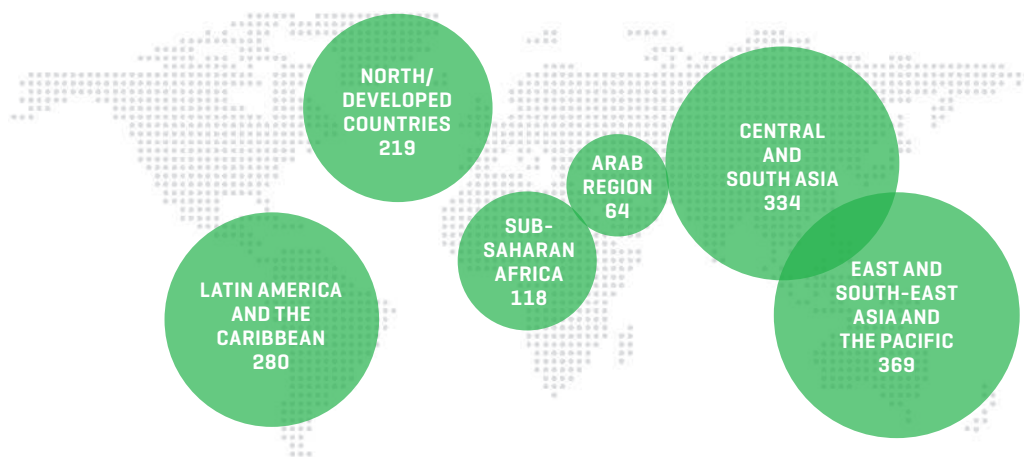 NORTH/
DEVELOPED
COUNTRIES
219
CENTRAL
AND
SOUTH ASIA
334
ARAB
REGION
64
SUB-
SAHARAN
AFRICA
118
LATIN AMERICA
AND THE
CARIBBEAN
280
EAST AND
SOUTH-EAST
ASIA AND
THE PACIFIC
369